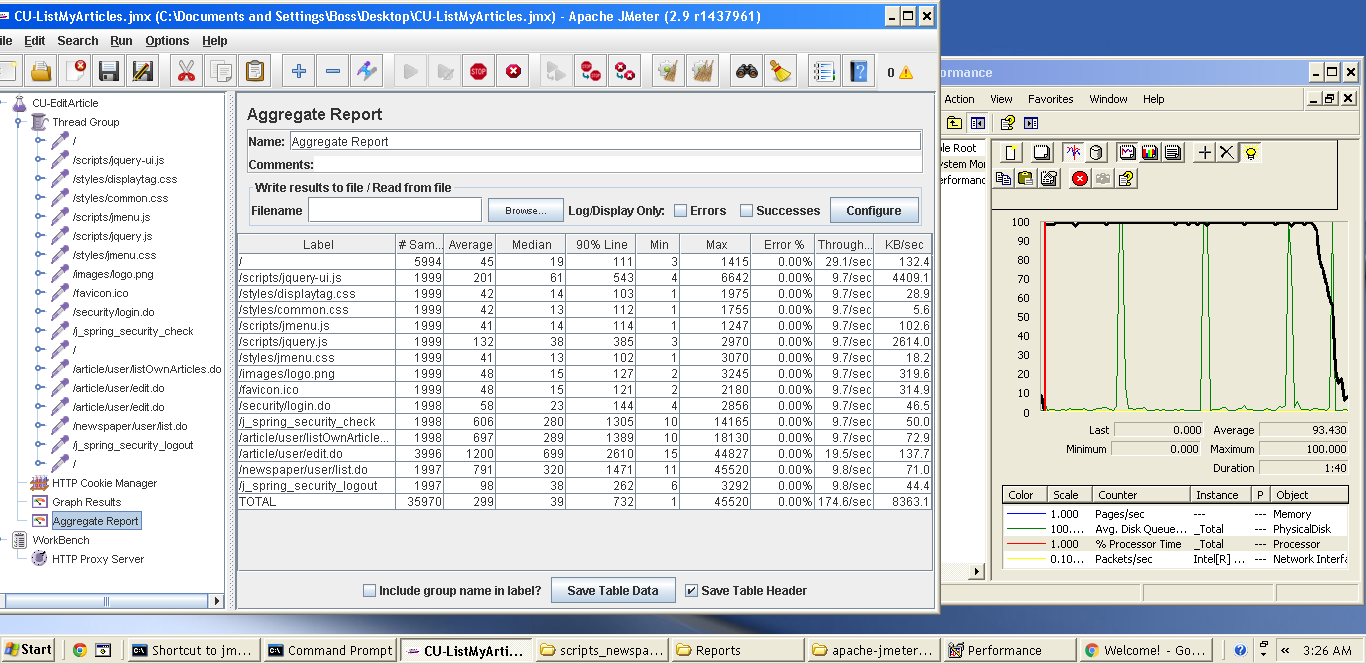 CU-ListMyArticles.jmx (C:\Documents and Settings\Boss\Desktop\CU-ListMyArticles.jmx) - Apache JMeter (2.9 r1437961)
ile Edit Search Run Options Help
STOP
0
CU-EditArticle
Thread Group
/
/scripts/jquery-ui.js
/styles/displaytag.css
/styles/common.css
/scripts/jmenu.js
/scripts/jquery.js
/styles/jmenu.css
/images/logo.png
/favicon.ico
/security/login.do
/j_spring_security_check
/
/article/user/listOwnArticles.do
/article/user/edit.do
/article/user/edit.do
/newspaper/user/list.do
/j_spring_security_logout
/
HTTP Cookie Manager
Graph Results
Aggregate Report
WorkBench
HTTP Proxy Server
Aggregate Report
Name: Aggregate Report
Comments:
Write results to file / Read from file
Filename Browse... Log/Display Only: Errors Successes Configure
Label # Sam... Average Median 90% Line Min Max Error % Through... KB/sec
/ 5994 45 19 111 3 1415 0.00% 29.1/sec 132.4
/scripts/jquery-ui.js 1999 201 61 543 4 6642 0.00% 9.7/sec 4409.1
/styles/displaytag.css 1999 42 14 103 1 1975 0.00% 9.7/sec 28.9
/styles/common.css 1999 42 13 112 1 1755 0.00% 9.7/sec 5.6
/scripts/jmenu.js 1999 41 14 114 1 1247 0.00% 9.7/sec 102.6
/scripts/jquery.js 1999 132 38 385 3 2970 0.00% 9.7/sec 2614.0
/styles/jmenu.css 1999 41 13 102 1 3070 0.00% 9.7/sec 18.2
/images/logo.png 1999 48 15 127 2 3245 0.00% 9.7/sec 319.6
/favicon.ico 1999 48 15 121 2 2180 0.00% 9.7/sec 314.9
/security/login.do 1998 58 23 144 4 2856 0.00% 9.7/sec 46.5
/j_spring_security_check 1998 606 280 1305 10 14165 0.00% 9.7/sec 50.0
/article/user/listOwnArticle... 1998 697 289 1389 10 18130 0.00% 9.7/sec 72.9
/article/user/edit.do 3996 1200 699 2610 15 44827 0.00% 19.5/sec 137.7
/newspaper/user/list.do 1997 791 320 1471 11 45520 0.00% 9.8/sec 71.0
/j_spring_security_logout 1997 98 38 262 6 3292 0.00% 9.8/sec 44.4
TOTAL 35970 299 39 732 1 45520 0.00% 174.6/sec 8363.1
Include group name in label? Save Table Data Save Table Header
ormance
Action View Favorites Window Help
le Root
ystem Mo
erformanc
100
90
80
70
60
50
40
30
20
10
0
Last 0.000 Average 93.430
Minimum 0.000 Maximum 100.000
Duration 1:40
Color Scale Counter Instance P Object
1.000 Pages/sec --- --- Memory
100.... Avg. Disk Queue... _Total --- PhysicalDisk
1.000 % Processor Time _Total --- Processor
0.10... Packets/sec Intel[R] ... --- Network Interfa
Start Shortcut to jm... Command Prompt CU-ListMyArti... scripts_newspa... Reports apache-jmeter... Performance Welcome! - Go... « 3:26 AM